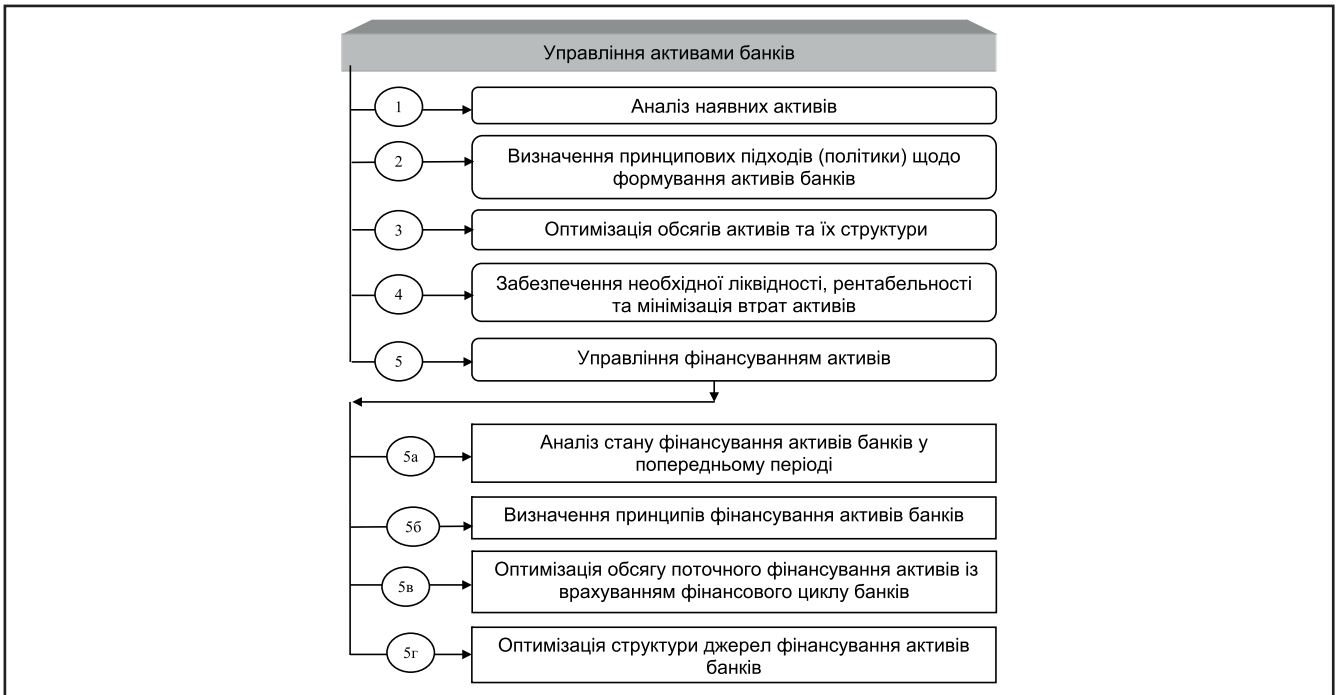 Управління активами банків
1
Аналіз наявних активів
2
Визначення принципових підходів (політики) щодо
формування активів банків
3
Оптимізація обсягів активів та їх структури
4
Забезпечення необхідної ліквідності, рентабельності
та мінімізація втрат активів
5
Управління фінансуванням активів
5а
Аналіз стану фінансування активів банків у
попередньому періоді
5б
Визначення принципів фінансування активів банків
5в
Оптимізація обсягу поточного фінансування активів із
врахуванням фінансового циклу банків
5г
Оптимізація структури джерел фінансування активів
банків